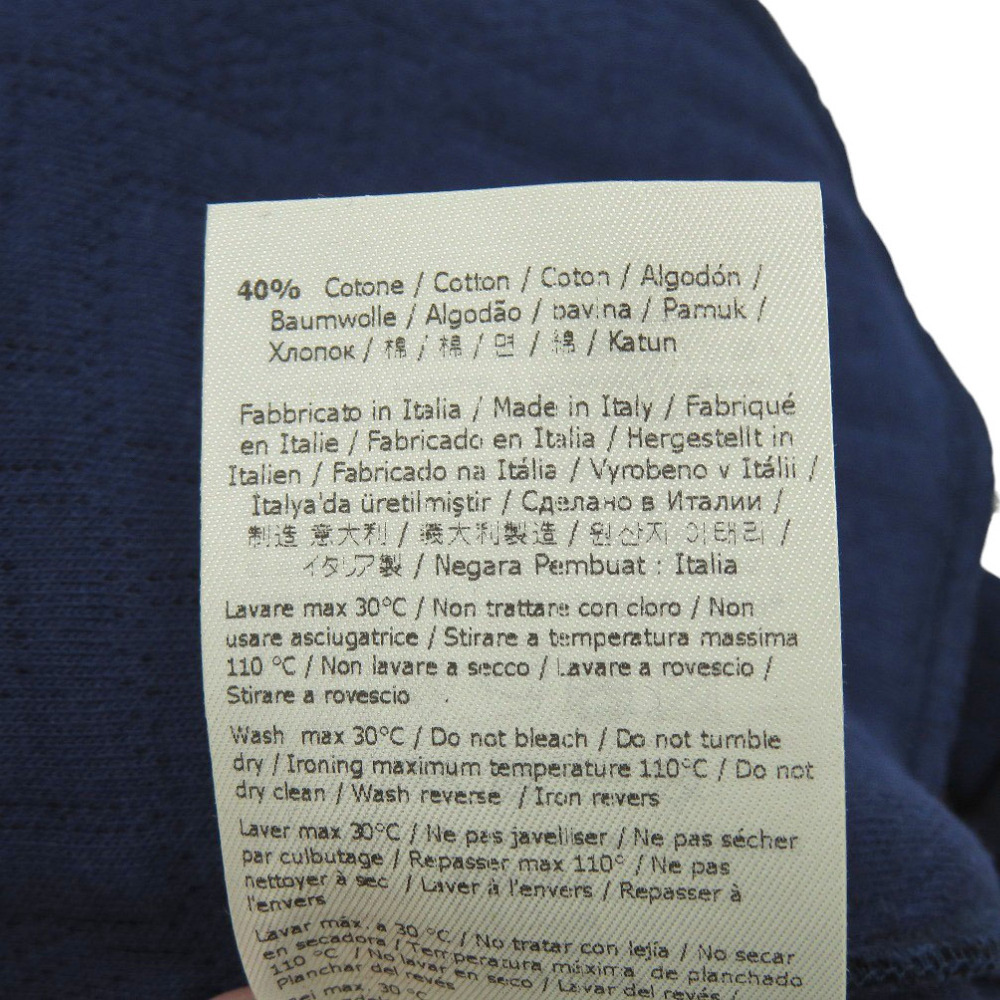 40% Cotone / Cotton / Coton / Algodón /
Baumwolle / Algodão / bavlna / Pamuk /
Хлопок / 棉 / 棉 / 면 / 綿 / Katun
Fabbricato in Italia / Made in Italy / Fabriqué
en Italie / Fabricado en Italia / Hergestellt in
Italien / Fabricado na Itália / Vyrobeno v Itálii /
Italya'da üretilmiştir / Сделано в Италии /
制造 意大利 / 義大利製造 / 원산지 이태리 /
イタリア製 / Negara Pembuat : Italia
Lavare max 30°C / Non trattare con cloro / Non
usare asciugatrice / Stirare a temperatura massima
110 °C / Non lavare a secco / Lavare a rovescio /
Stirare a rovescio
Wash max 30°C / Do not bleach / Do not tumble
dry / Ironing maximum temperature 110°C / Do not
dry clean / Wash reverse / Iron revers
Laver max 30°C / Ne pas javelliser / Ne pas sécher
par culbutage / Repasser max 110° / Ne pas
nettoyer à sec / Laver à l'envers / Repasser à
l'envers
Lavar máx. a 30 °C / No tratar con lejía / No secar
en secadora / Temperatura máxima de planchado
110 °C / No lavar en seco / Lavar del revés /
Planchar del revés
max. 30 °C